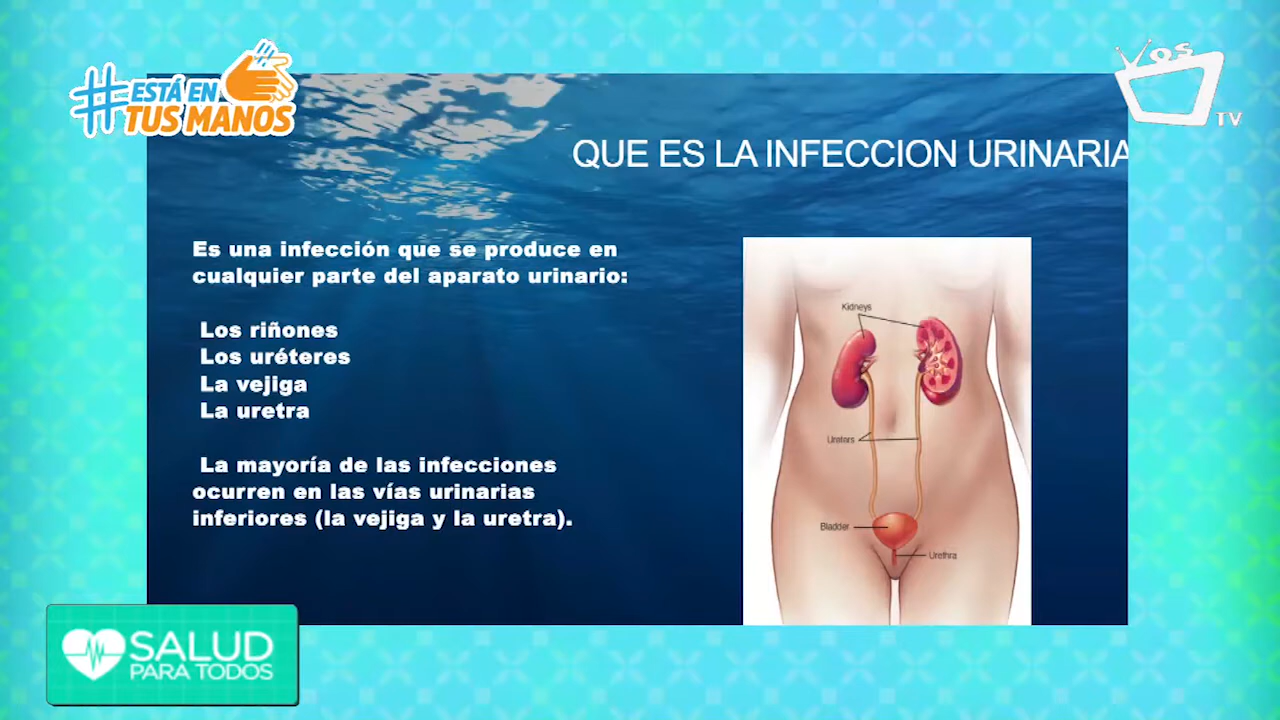 #ESTÁ EN
TUS MANOS
VOS
TV
QUE ES LA INFECCION URINARIA
Es una infección que se produce en
cualquier parte del aparato urinario:
Los riñones
Los uréteres
La vejiga
La uretra
La mayoría de las infecciones
ocurren en las vías urinarias
inferiores (la vejiga y la uretra).
Kidneys
Ureters
Bladder
Urethra
SALUD
PARA TODOS